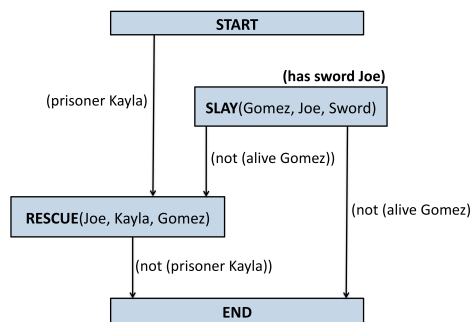 START
(has sword Joe)
(prisoner Kayla)
SLAY(Gomez, Joe, Sword)
(not (alive Gomez))
(not (alive Gomez)
RESCUE(Joe, Kayla, Gomez)
(not (prisoner Kayla))
END